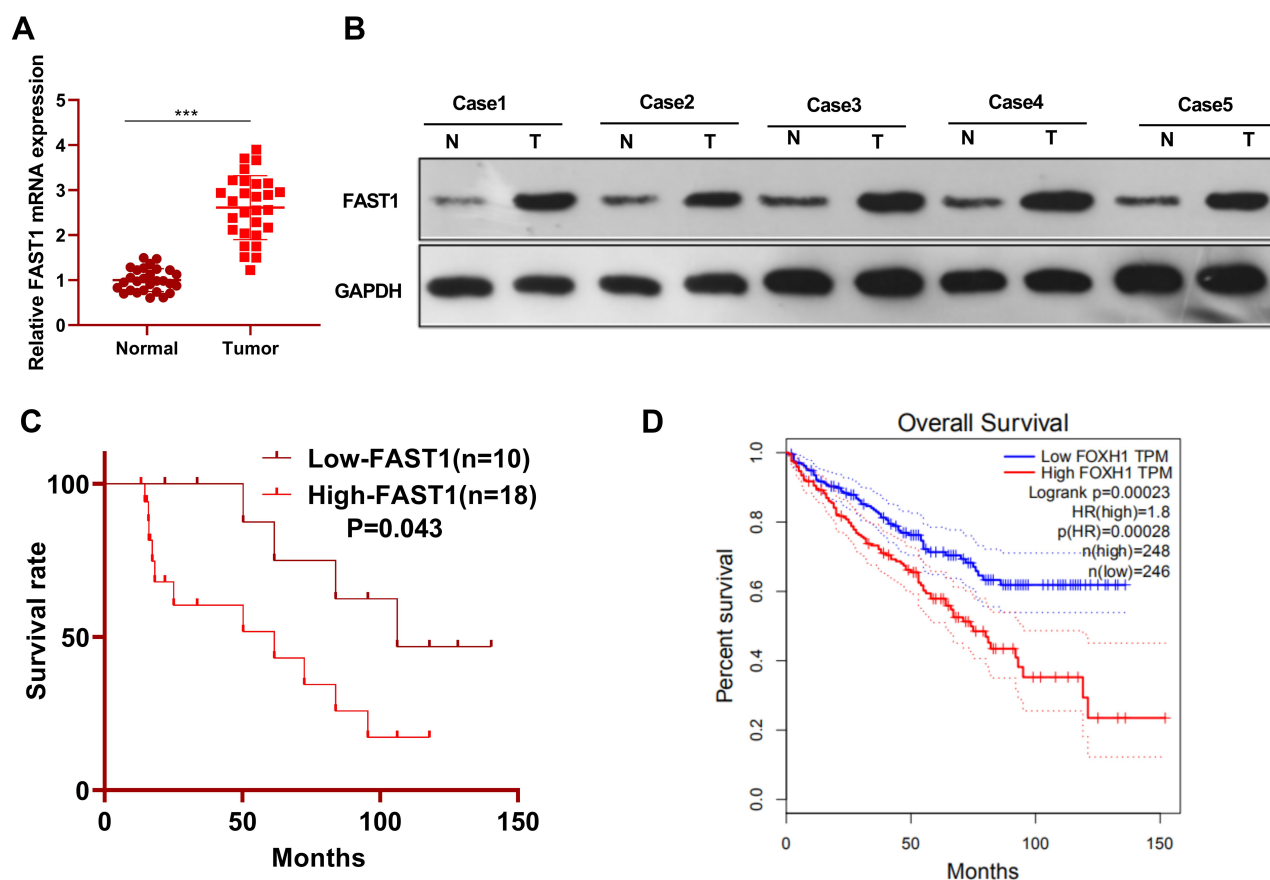 A
Relative FAST1 mRNA expression
5
4
3
2
1
0
***
Normal
Tumor
B
Case1 Case2 Case3 Case4 Case5
N T N T N T N T N T
FAST1
GAPDH
C
Survival rate
100
50
0
Low-FAST1(n=10)
High-FAST1(n=18)
P=0.043
0 50 100 150
Months
D
Overall Survival
Percent survival
1.0
0.8
0.6
0.4
0.2
0.0
Low FOXH1 TPM
High FOXH1 TPM
Logrank p=0.00023
HR(high)=1.8
p(HR)=0.00028
n(high)=248
n(low)=246
0 50 100 150
Months